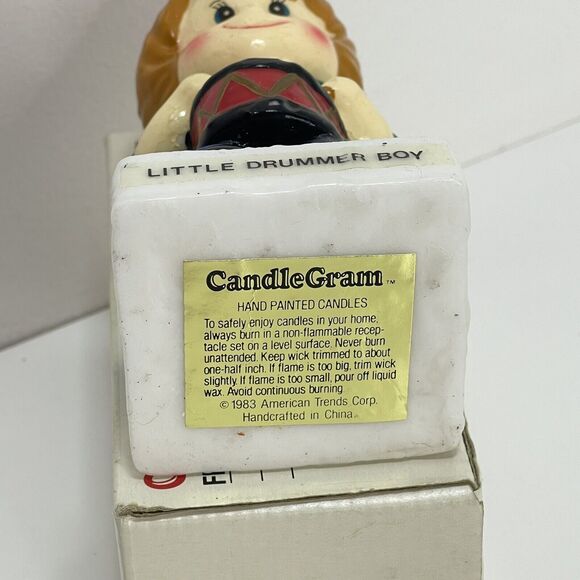 LITTLE DRUMMER BOY
CandleGram™
HAND PAINTED CANDLES
To safely enjoy candles in your home,
always burn in a non-flammable recep-
tacle set on a level surface. Never burn
unattended. Keep wick trimmed to about
one-half inch. If flame is too big, trim wick
slightly. If flame is too small, pour off liquid
wax. Avoid continuous burning.
© 1983 American Trends Corp.
Handcrafted in China.